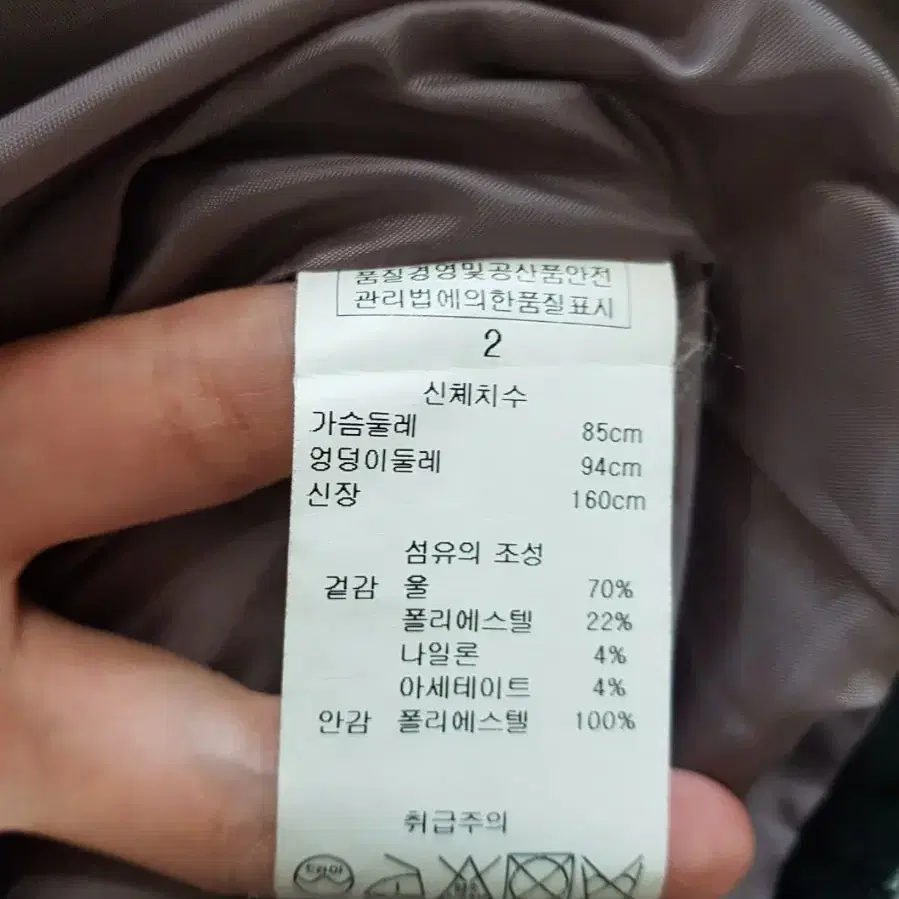 품질경영및공산품안전
관리법에의한품질표시
2
신체치수
가슴둘레 85cm
엉덩이둘레 94cm
신장 160cm
섬유의 조성
겉감 울 70%
폴리에스텔 22%
나일론 4%
아세테이트 4%
안감 폴리에스텔 100%
취급주의
드라이